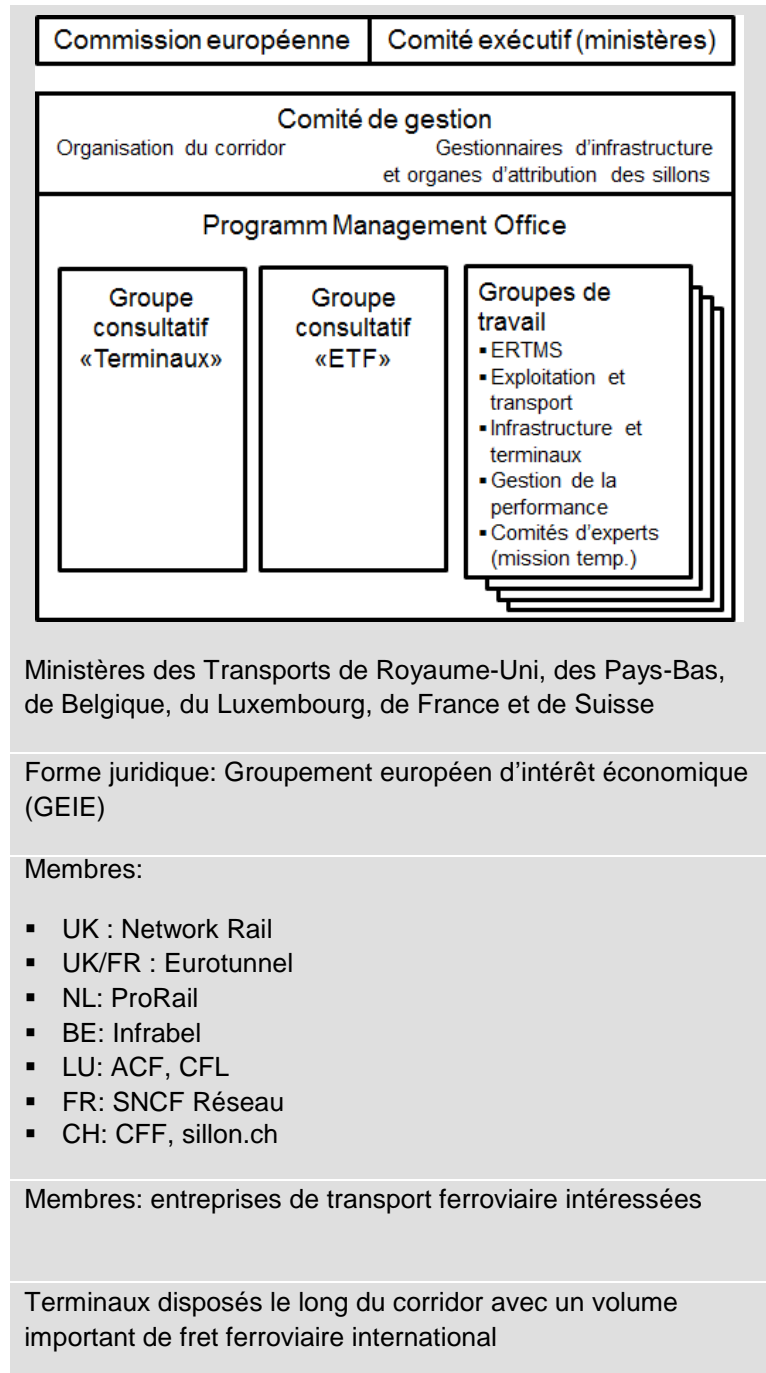 Commission européenne
Comité exécutif (ministères)
Comité de gestion
Organisation du corridor
Gestionnaires d'infrastructure
et organes d'attribution des sillons
Programm Management Office
Groupe
consultatif
«Terminaux»
Groupe
consultatif
«ETF»
Groupes de
travail
▪ ERTMS
▪ Exploitation et
transport
▪ Infrastructure et
terminaux
▪ Gestion de la
performance
▪ Comités d'experts
(mission temp.)
Ministères des Transports de Royaume-Uni, des Pays-Bas,
de Belgique, du Luxembourg, de France et de Suisse
Forme juridique: Groupement européen d'intérêt économique
(GEIE)
Membres:
▪ UK : Network Rail
▪ UK/FR : Eurotunnel
▪ NL: ProRail
▪ BE: Infrabel
▪ LU: ACF, CFL
▪ FR: SNCF Réseau
▪ CH: CFF, sillon.ch
Membres: entreprises de transport ferroviaire intéressées
Terminaux disposés le long du corridor avec un volume
important de fret ferroviaire international